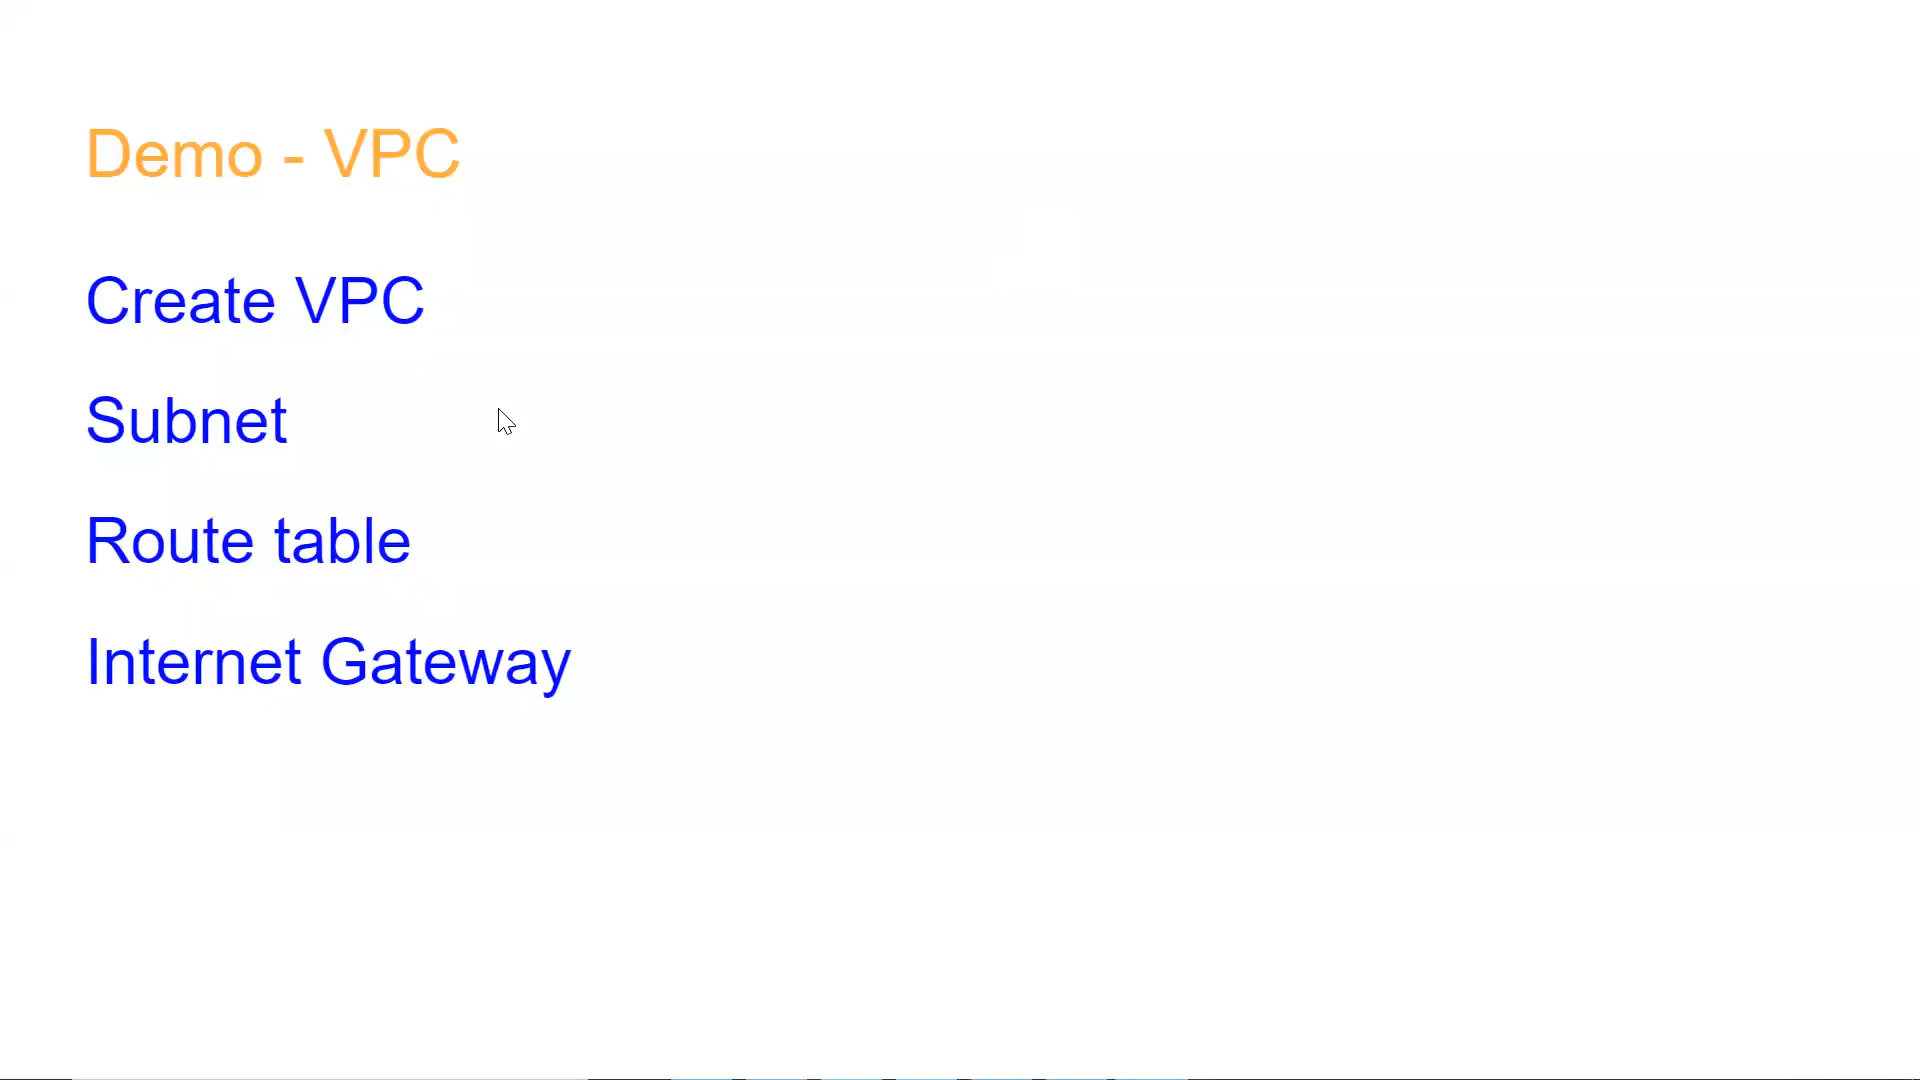 Demo - VPC
Create VPC
Subnet
Route table
Internet Gateway